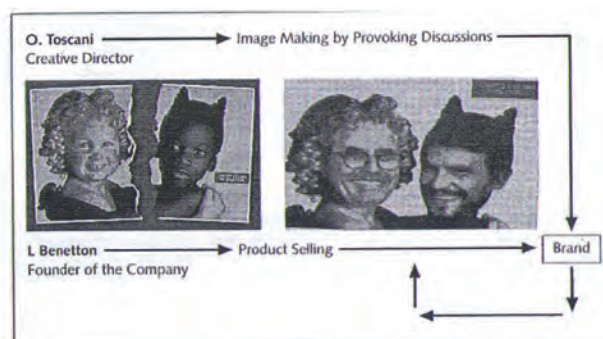 O. Toscani Image Making by Provoking Discussions
Creative Director
L Benetton Product Selling Brand
Founder of the Company